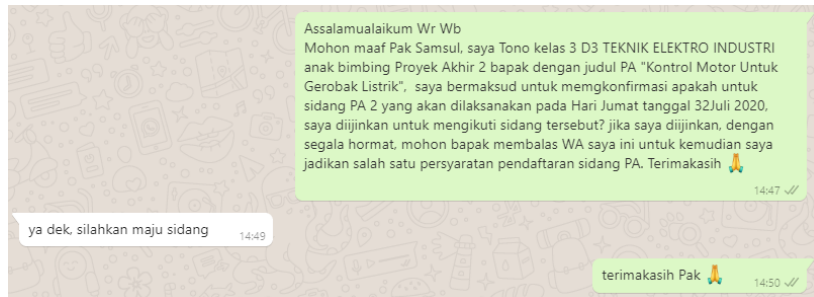 Assalamualaikum Wr Wb
Mohon maaf Pak Samsul, saya Tono kelas 3 D3 TEKNIK ELEKTRO INDUSTRI
anak bimbing Proyek Akhir 2 bapak dengan judul PA "Kontrol Motor Untuk
Gerobak Listrik",  saya bermaksud untuk memgkonfirmasi apakah untuk
sidang PA 2 yang akan dilaksanakan pada Hari Jumat tanggal 32Juli 2020,
saya diijinkan untuk mengikuti sidang tersebut? jika saya diijinkan, dengan
segala hormat, mohon bapak membalas WA saya ini untuk kemudian saya
jadikan salah satu persyaratan pendaftaran sidang PA. Terimakasih 🙏
14:47
ya dek, silahkan maju sidang 14:49
terimakasih Pak 🙏 14:50